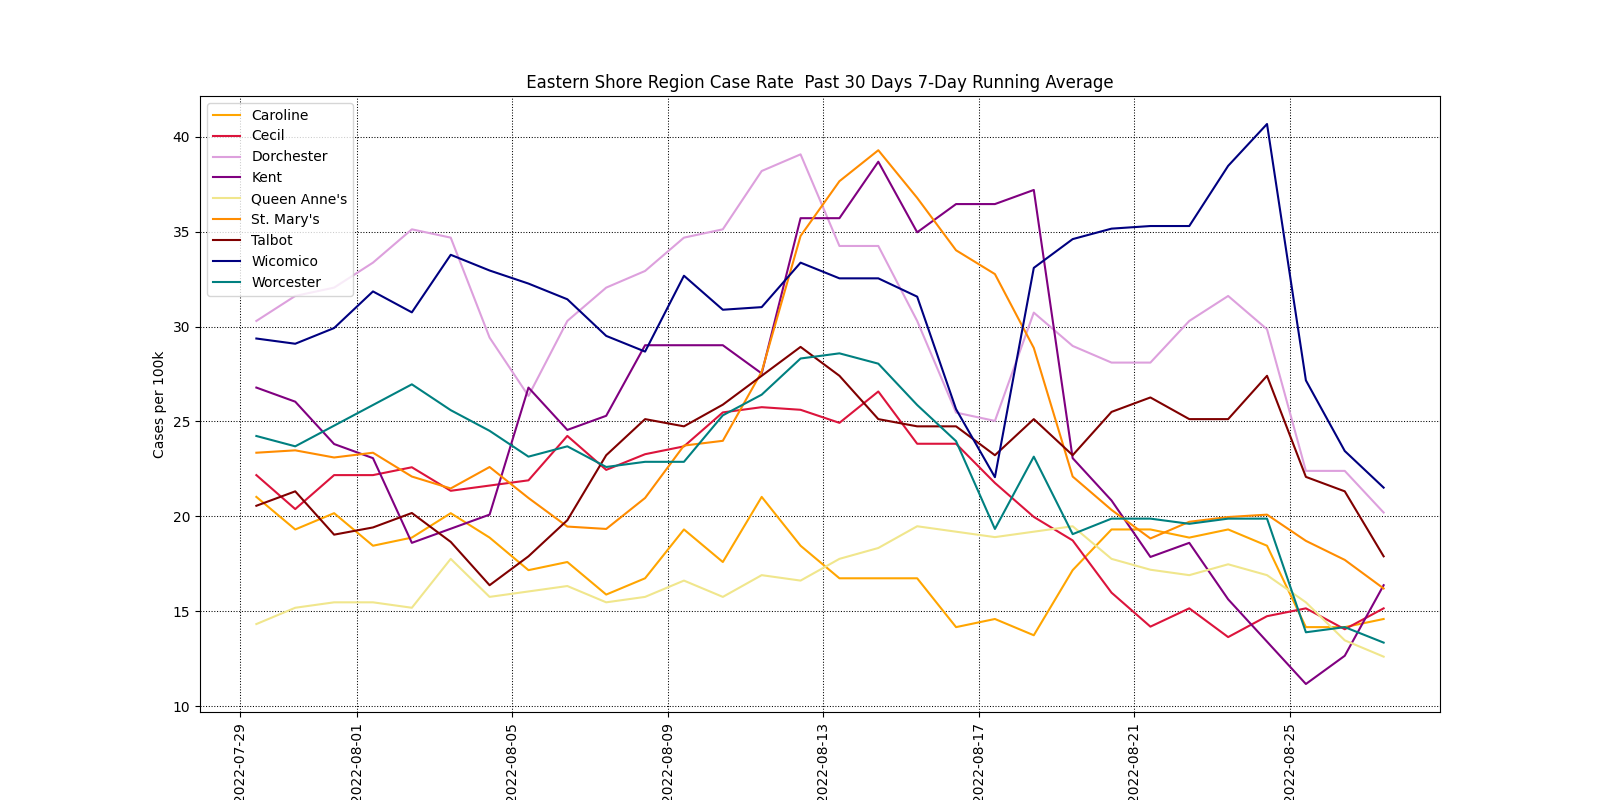 Eastern Shore Region Case Rate  Past 30 Days 7-Day Running Average
Cases per 100k
40
35
30
25
20
15
10
Caroline
Cecil
Dorchester
Kent
Queen Anne's
St. Mary's
Talbot
Wicomico
Worcester
2022-07-29
2022-08-01
2022-08-05
2022-08-09
2022-08-13
2022-08-17
2022-08-21
2022-08-25